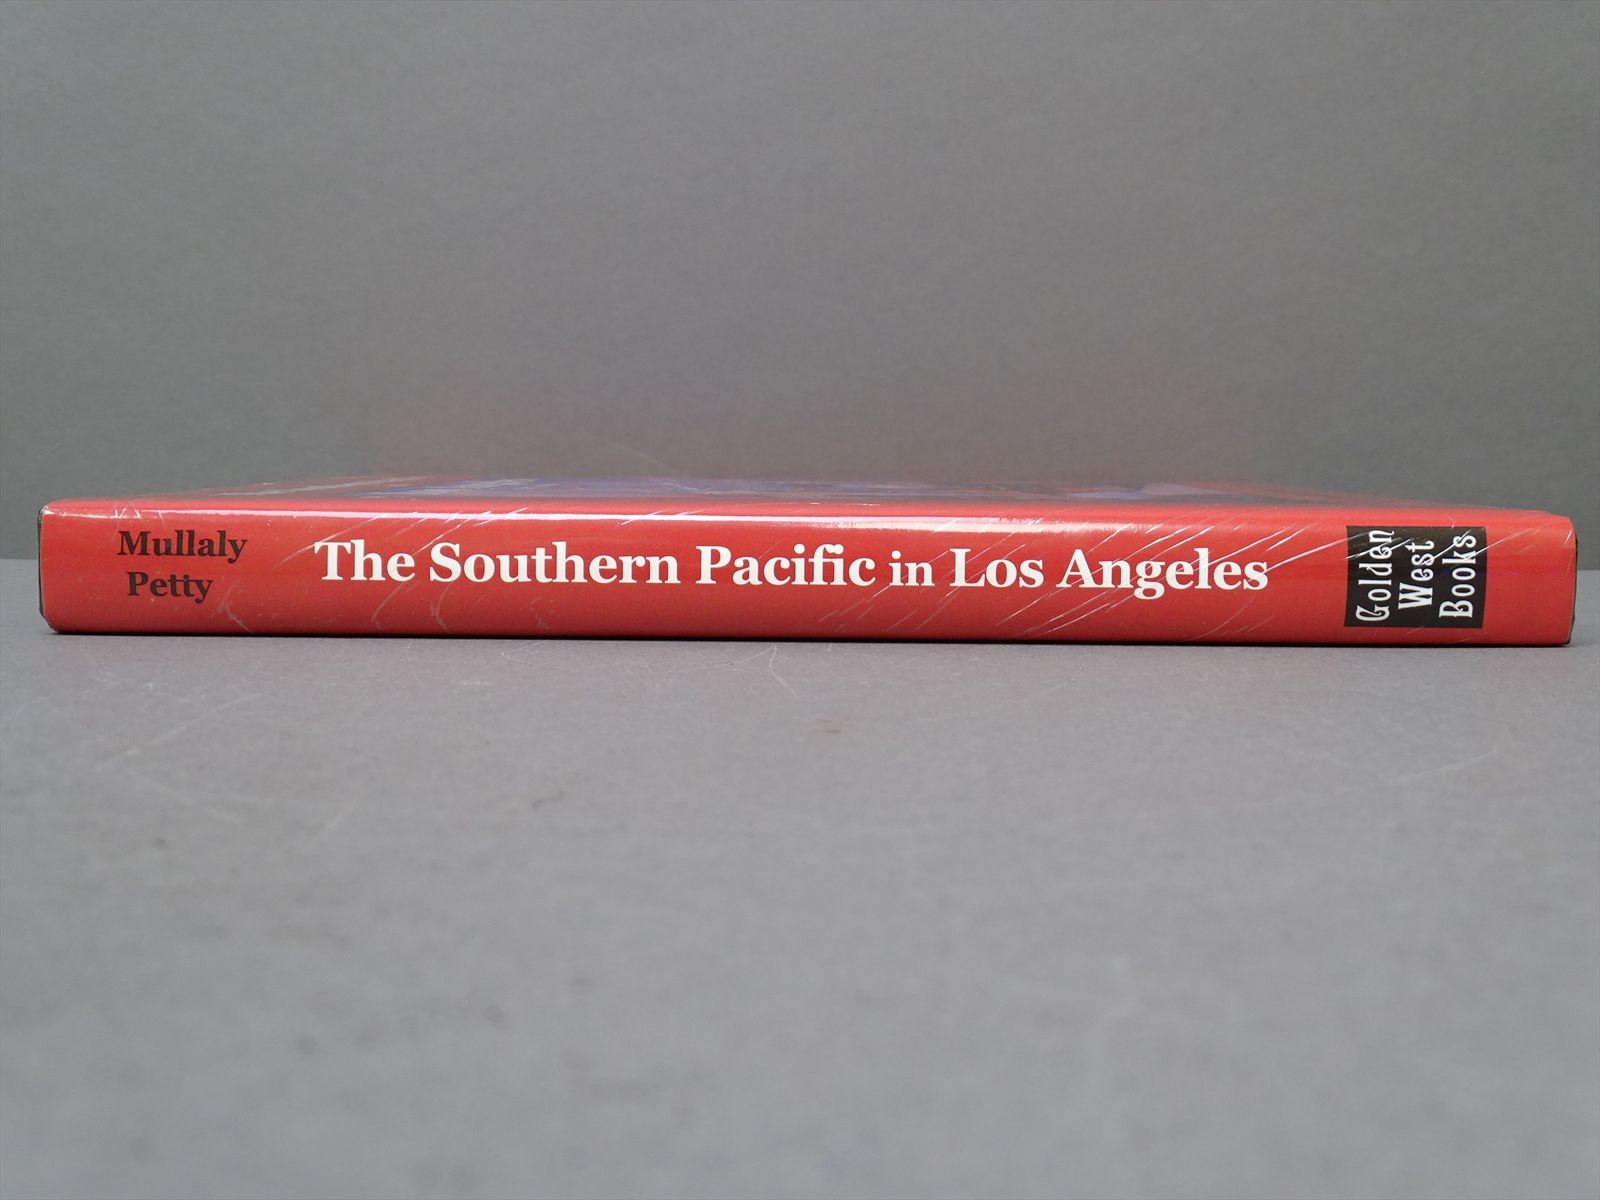 Mullaly
Petty
The Southern Pacific in Los Angeles
Golden
West
Books